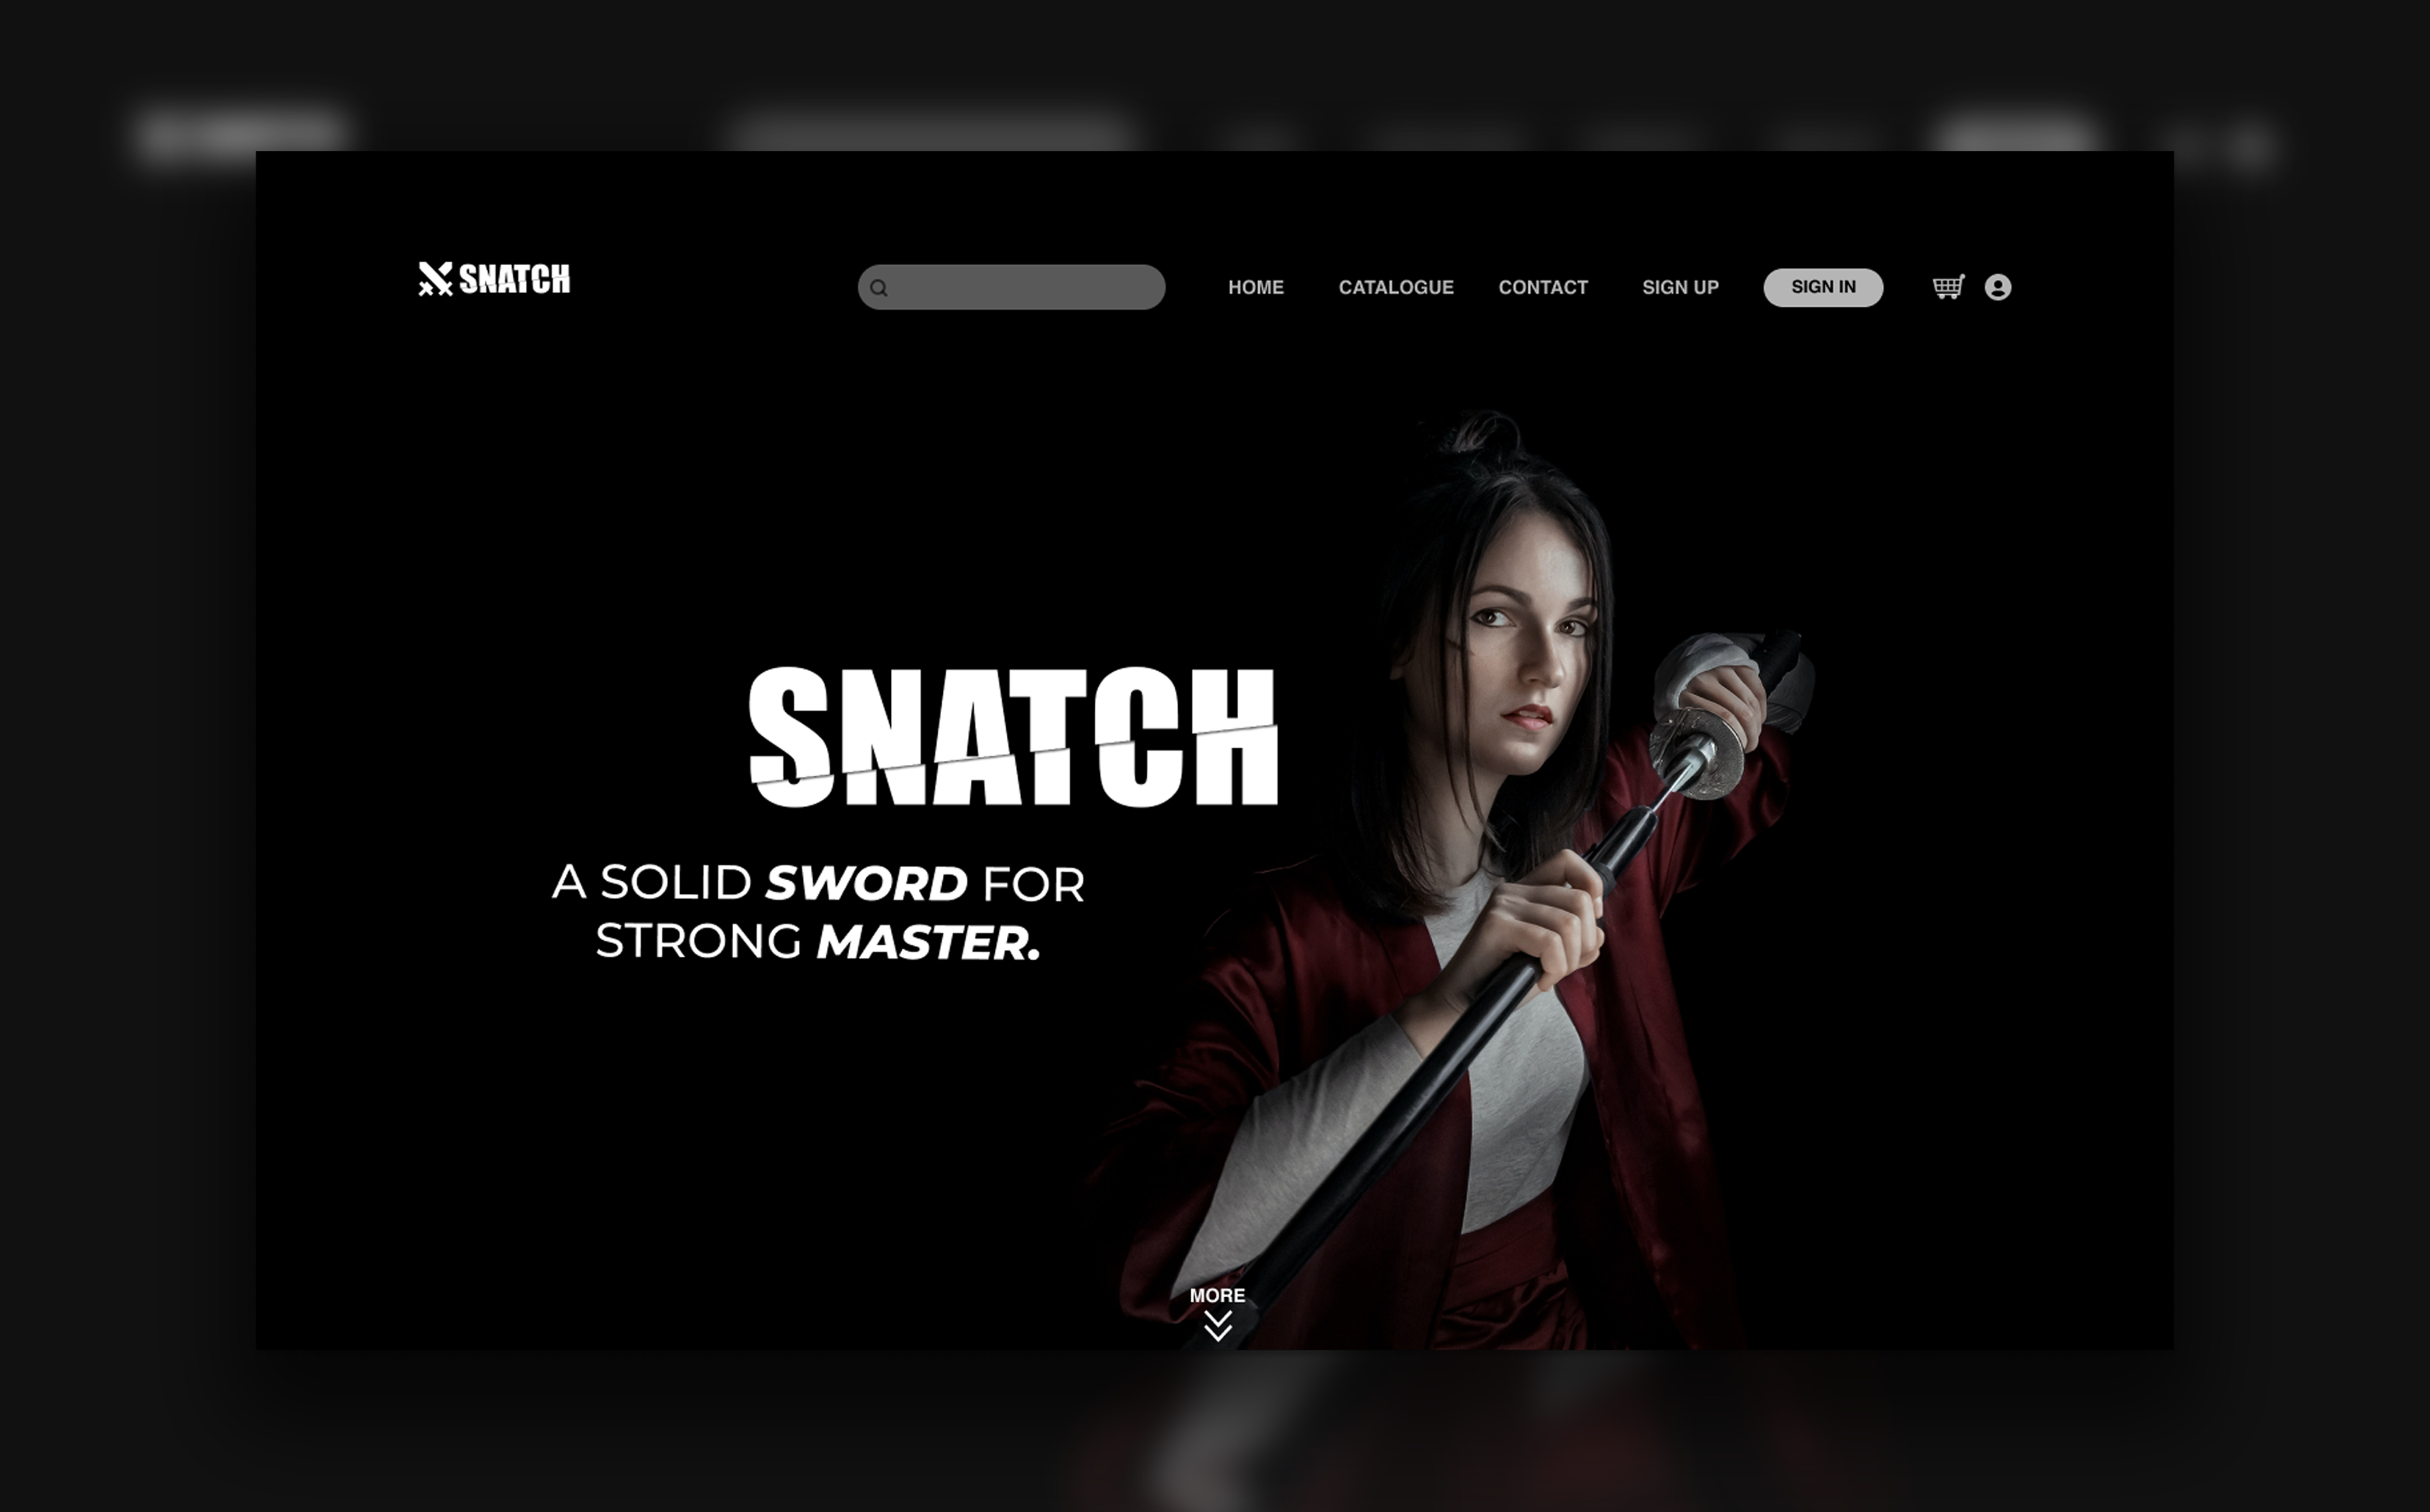 SNATCH
HOME CATALOGUE CONTACT SIGN UP SIGN IN
SNATCH
A SOLID SWORD FOR
STRONG MASTER.
MORE